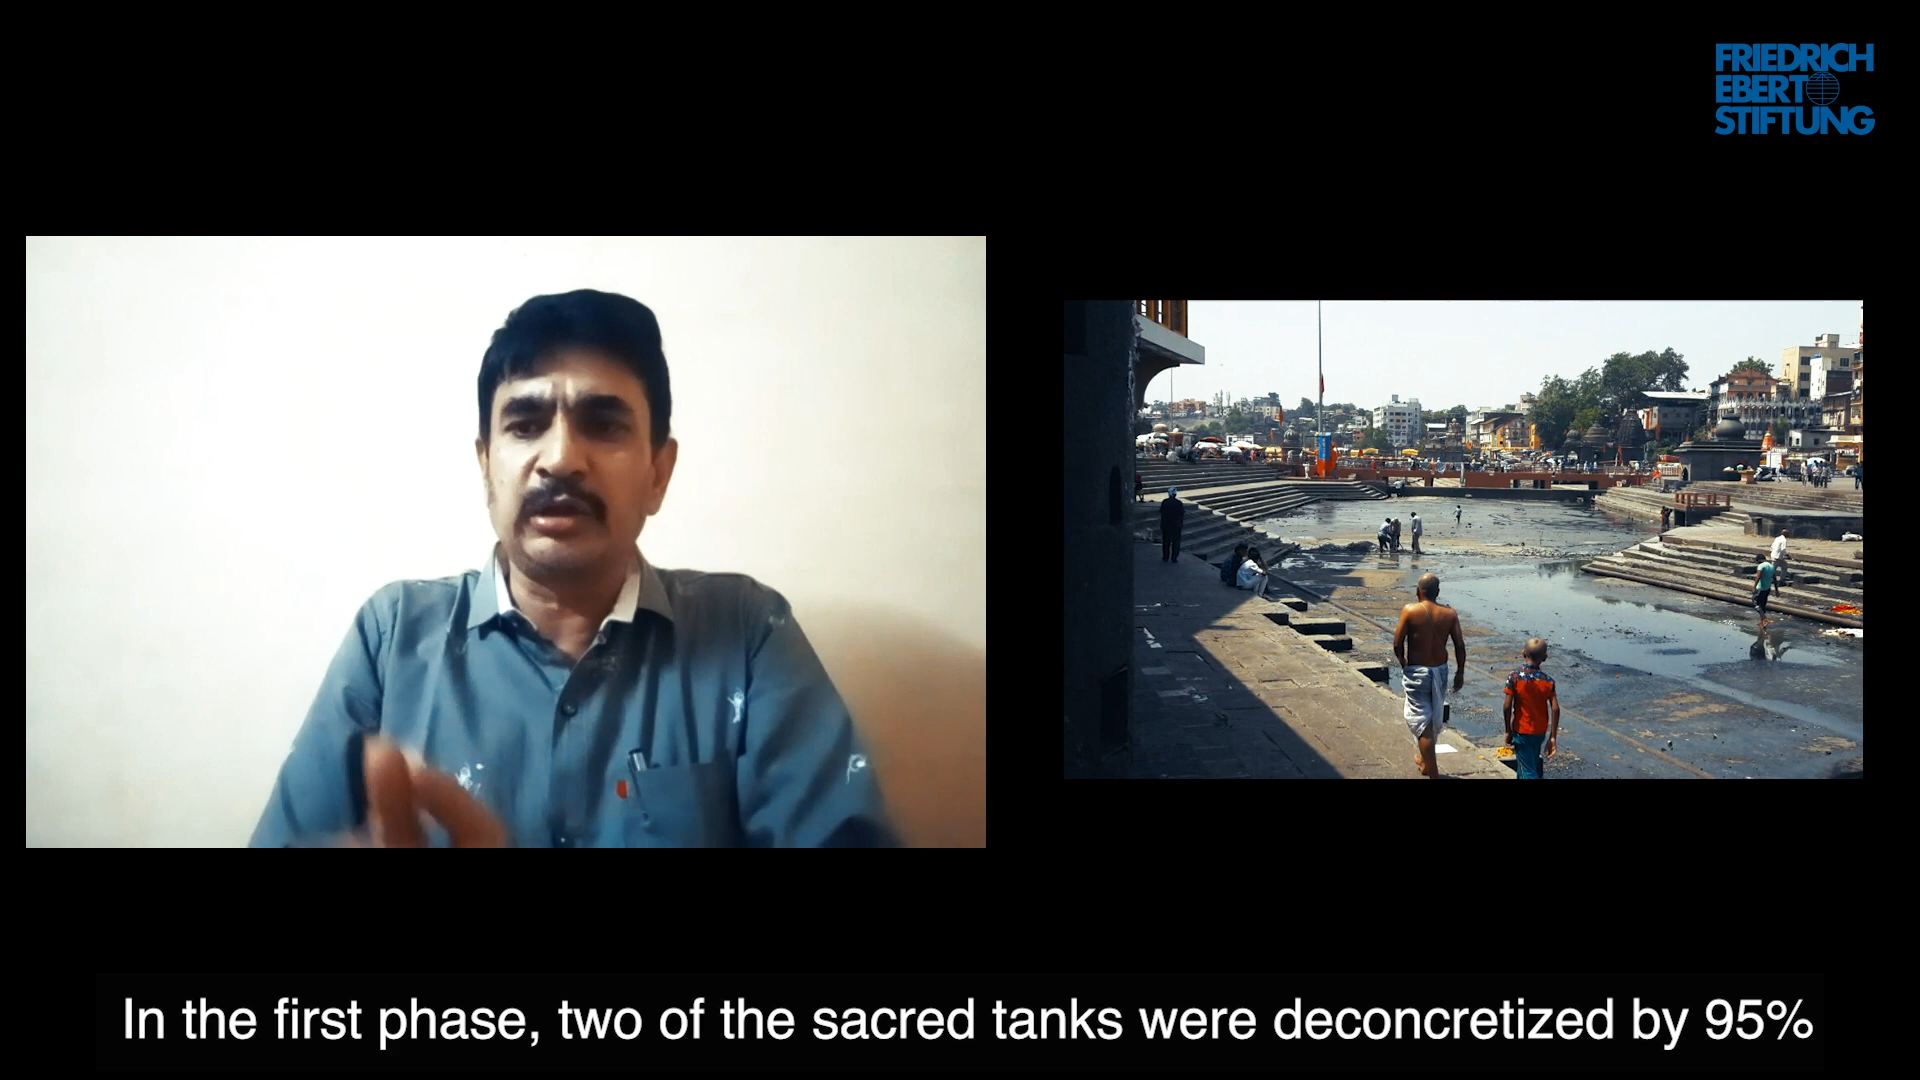 FRIEDRICH
EBERT
STIFTUNG
In the first phase, two of the sacred tanks were deconcretized by 95%